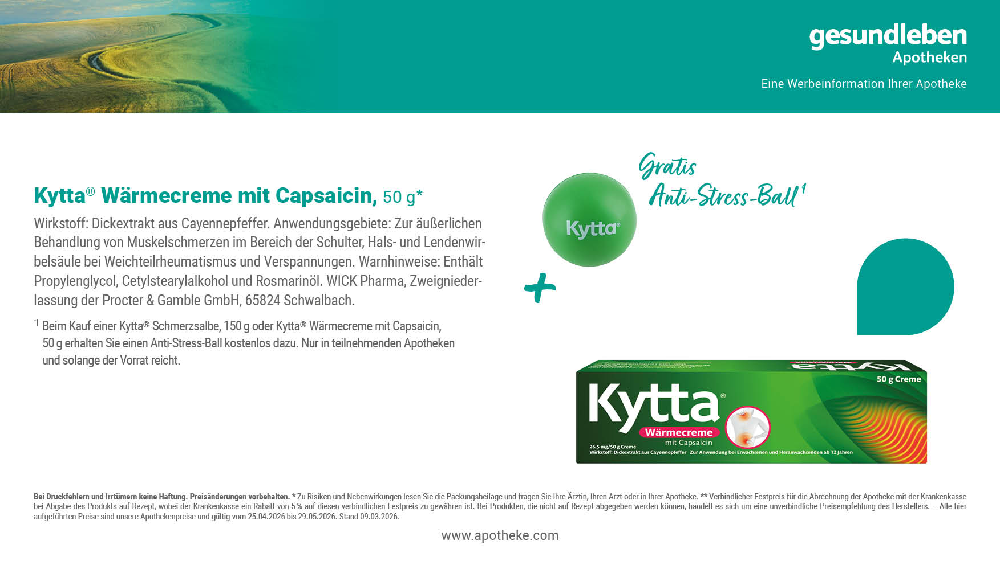 gesundleben
Apotheken
Eine Werbeinformation Ihrer Apotheke
Gratis
Anti-Stress-Ball¹
Kytta®
Kytta® Wärmecreme mit Capsaicin, 50 g*
Wirkstoff: Dickextrakt aus Cayennepfeffer. Anwendungsgebiete: Zur äußerlichen
Behandlung von Muskelschmerzen im Bereich der Schulter, Hals- und Lendenwir-
belsäule bei Weichteilrheumatismus und Verspannungen. Warnhinweise: Enthält
Propylenglycol, Cetylstearylalkohol und Rosmarinöl. WICK Pharma, Zweignieder-
lassung der Procter & Gamble GmbH, 65824 Schwalbach.
¹ Beim Kauf einer Kytta® Schmerzsalbe, 150 g oder Kytta® Wärmecreme mit Capsaicin,
50 g erhalten Sie einen Anti-Stress-Ball kostenlos dazu. Nur in teilnehmenden Apotheken
und solange der Vorrat reicht.
Wärmecreme
Kytta
50 g Creme
Kytta®
Wärmecreme
mit Capsaicin
26,5 mg/50 g Creme
Wirkstoff: Dickextrakt aus Cayennepfeffer Zur Anwendung bei Erwachsenen und Heranwachsenden ab 12 Jahren
Bei Druckfehlern und Irrtümern keine Haftung. Preisänderungen vorbehalten. * Zu Risiken und Nebenwirkungen lesen Sie die Packungsbeilage und fragen Sie Ihre Ärztin, Ihren Arzt oder in Ihrer Apotheke. ** Verbindlicher Festpreis für die Abrechnung der Apotheke mit der Krankenkasse
bei Abgabe des Produkts auf Rezept, wobei der Krankenkasse ein Rabatt von 5 % auf diesen verbindlichen Festpreis zu gewähren ist. Bei Produkten, die nicht auf Rezept abgegeben werden können, handelt es sich um eine unverbindliche Preisempfehlung des Herstellers. – Alle hier
aufgeführten Preise sind unsere Apothekenpreise und gültig vom 25.04.2026 bis 29.05.2026. Stand 09.03.2026.
www.apotheke.com